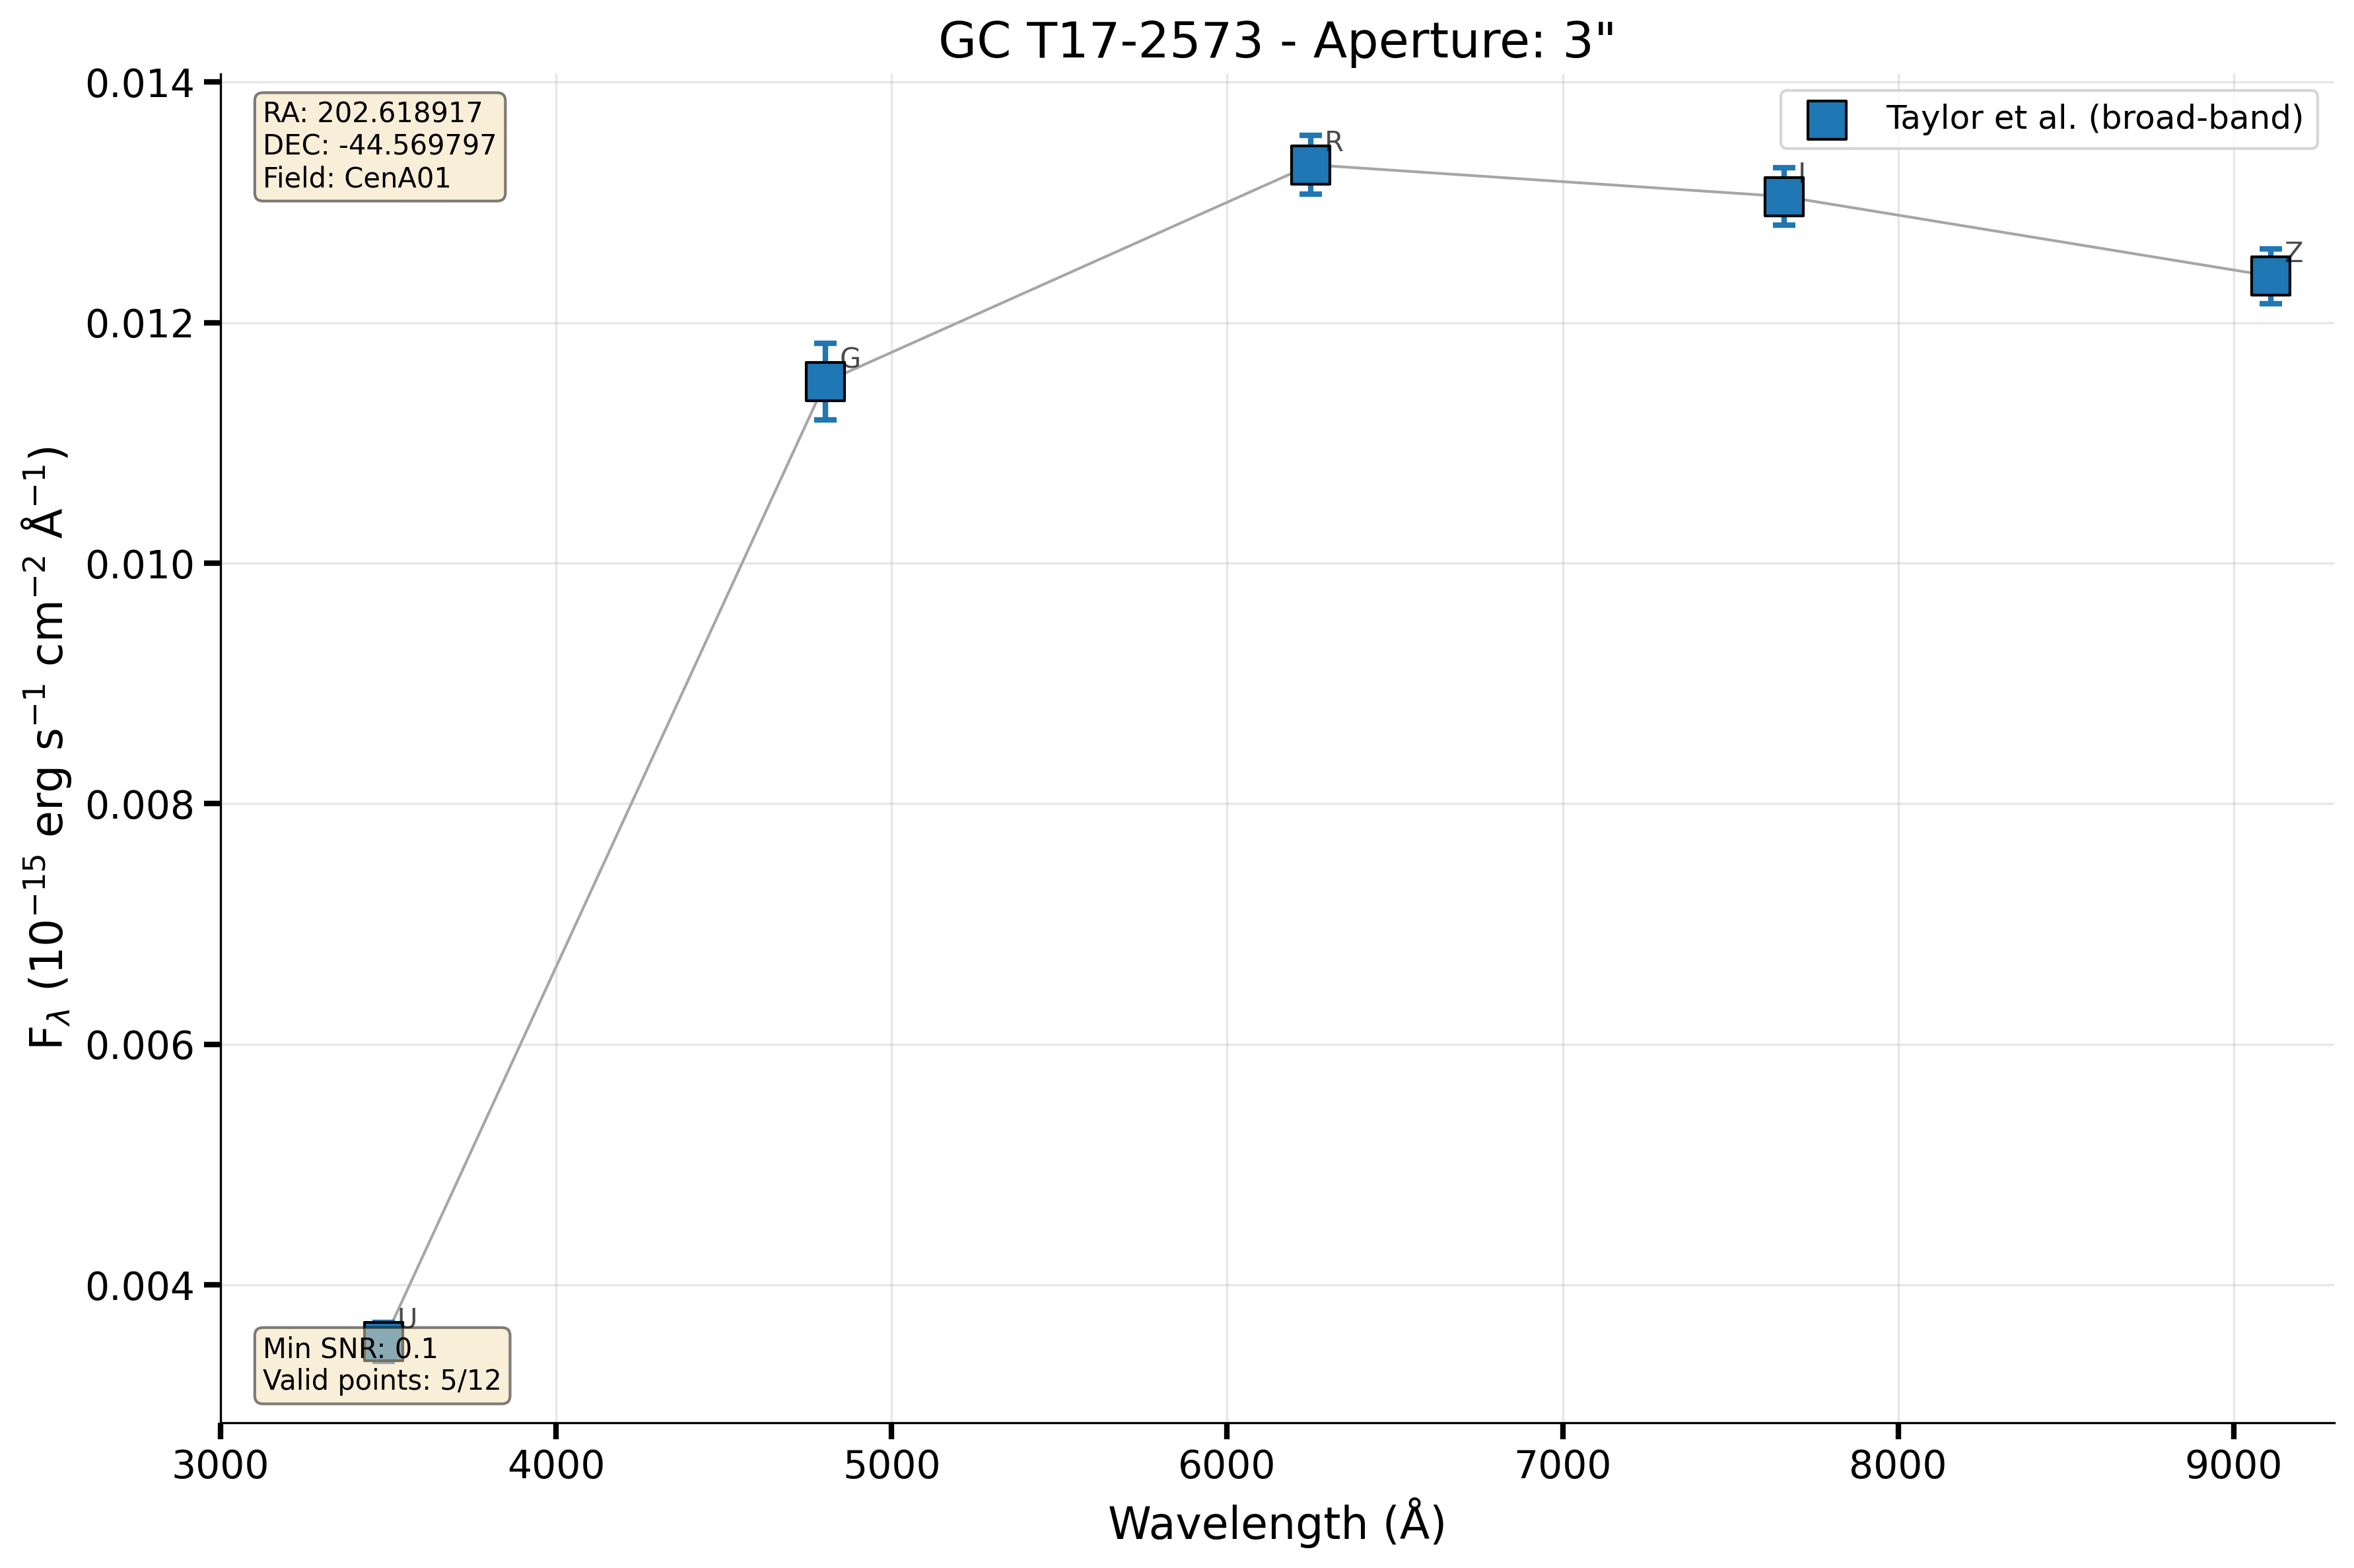 GC T17-2573 - Aperture: 3"
RA: 202.618917
DEC: -44.569797
Field: CenA01
Taylor et al. (broad-band)
F_λ (10⁻¹⁵ erg s⁻¹ cm⁻² Å⁻¹)
0.014
0.012
0.010
0.008
0.006
0.004
U
G
R
I
Z
Min SNR: 0.1
Valid points: 5/12
3000 4000 5000 6000 7000 8000 9000
Wavelength (Å)